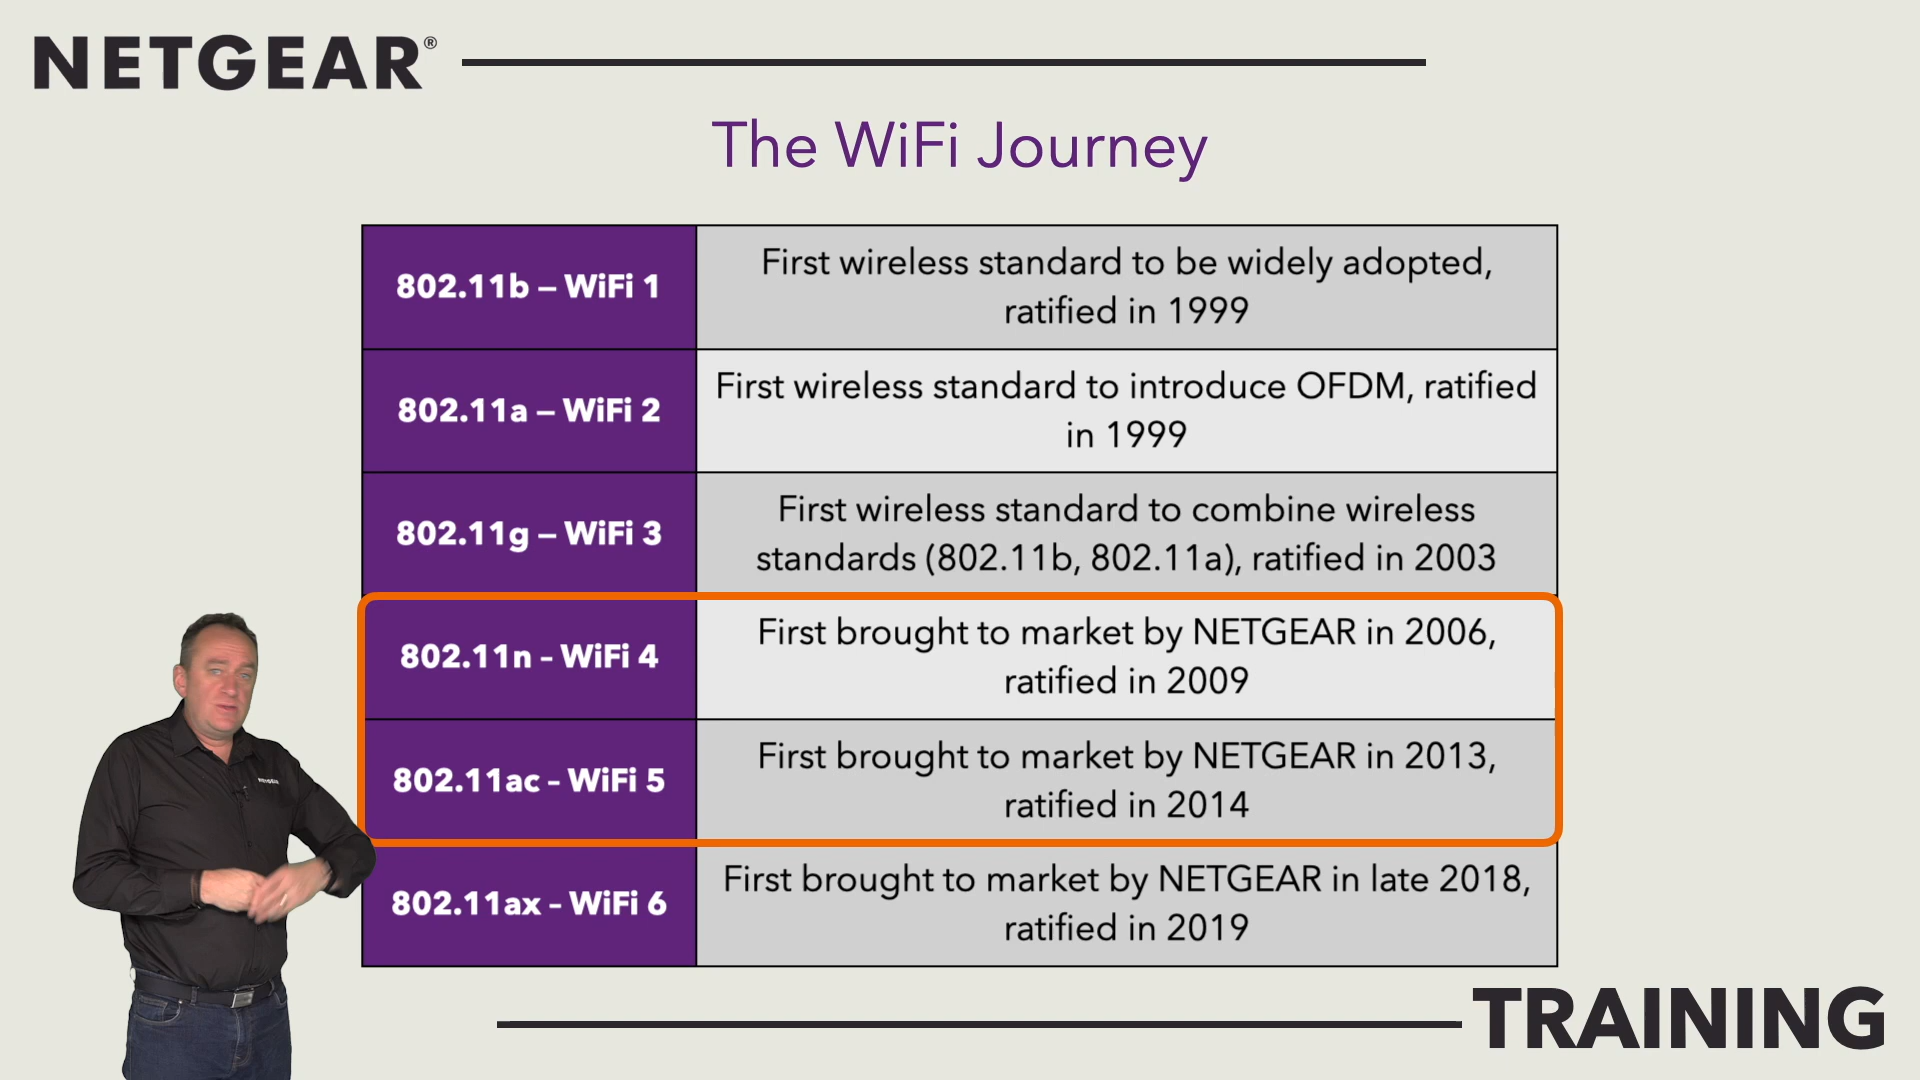 NETGEAR®
The WiFi Journey
802.11b – WiFi 1
First wireless standard to be widely adopted,
ratified in 1999
802.11a – WiFi 2
First wireless standard to introduce OFDM, ratified
in 1999
802.11g – WiFi 3
First wireless standard to combine wireless
standards (802.11b, 802.11a), ratified in 2003
802.11n - WiFi 4
First brought to market by NETGEAR in 2006,
ratified in 2009
802.11ac - WiFi 5
First brought to market by NETGEAR in 2013,
ratified in 2014
802.11ax - WiFi 6
First brought to market by NETGEAR in late 2018,
ratified in 2019
NETGEAR
TRAINING